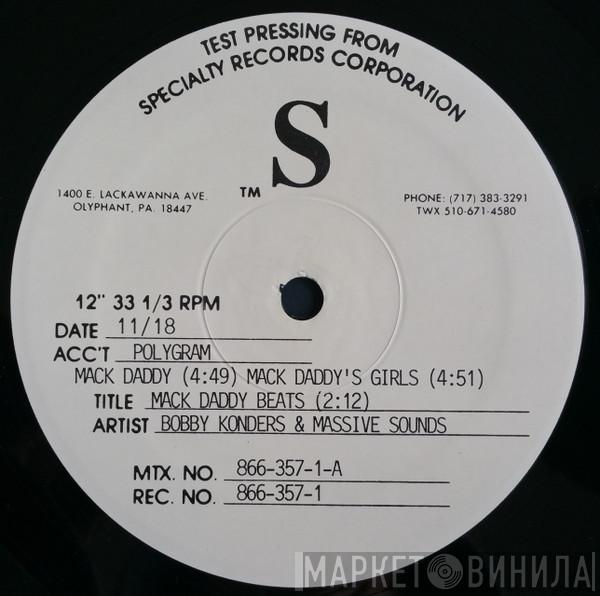 TEST PRESSING FROM
SPECIALTY RECORDS CORPORATION
S
TM
1400 E. LACKAWANNA AVE.
OLYPHANT, PA. 18447
PHONE: (717) 383-3291
TWX 510-671-4580
12" 33 1/3 RPM
DATE 11/18
ACC'T POLYGRAM
MACK DADDY (4:49) MACK DADDY'S GIRLS (4:51)
TITLE MACK DADDY BEATS (2:12)
ARTIST BOBBY KONDERS & MASSIVE SOUNDS
MTX. NO. 866-357-1-A
REC. NO. 866-357-1
МАРКЕТ ВИНИЛА